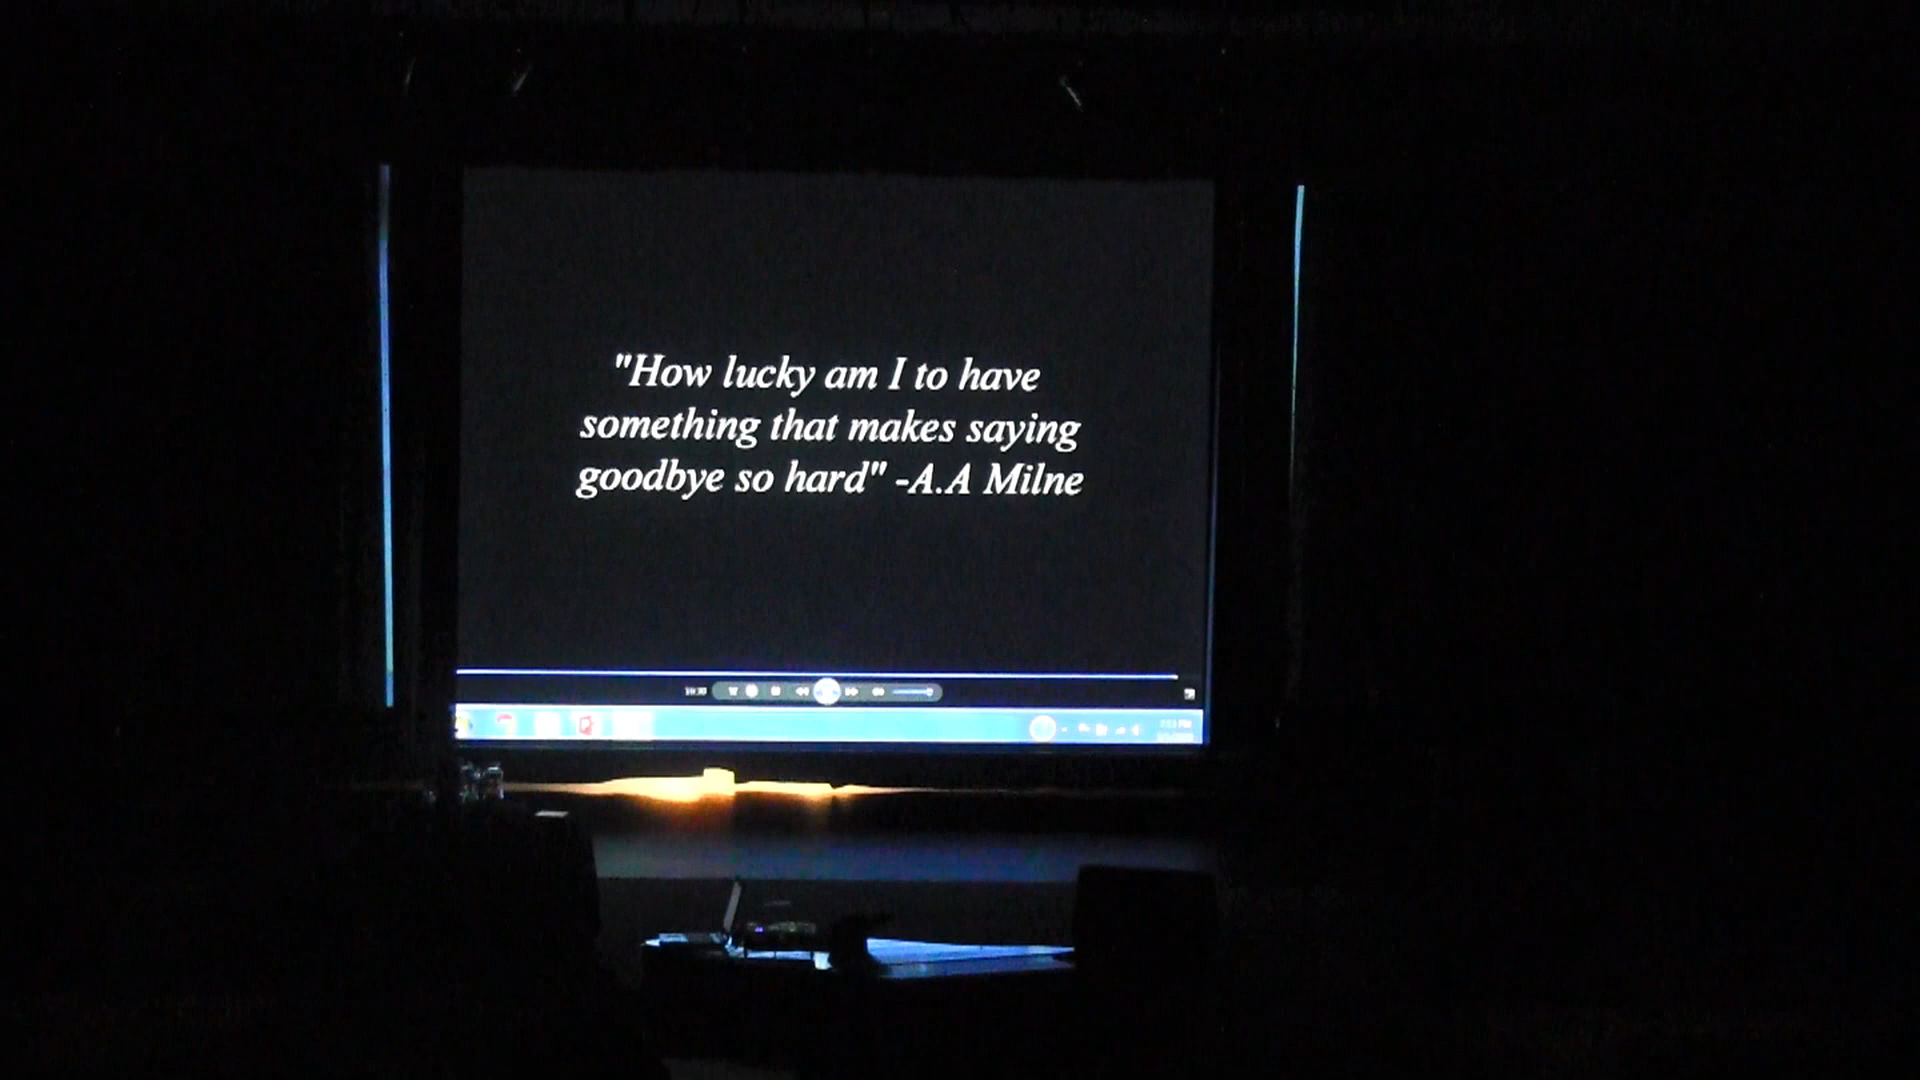 "How lucky am I to have
something that makes saying
goodbye so hard" -A.A Milne